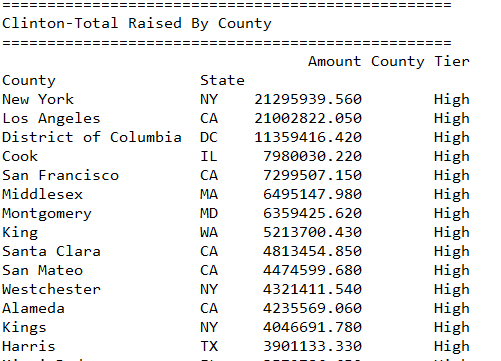 ==================================================
Clinton-Total Raised By County
==================================================
Amount County Tier
County State
New York NY 21295939.560 High
Los Angeles CA 21002822.050 High
District of Columbia DC 11359416.420 High
Cook IL 7980030.220 High
San Francisco CA 7299507.150 High
Middlesex MA 6495147.980 High
Montgomery MD 6359425.620 High
King WA 5213700.430 High
Santa Clara CA 4813454.850 High
San Mateo CA 4474599.680 High
Westchester NY 4321411.540 High
Alameda CA 4235569.060 High
Kings NY 4046691.780 High
Harris TX 3901133.330 High